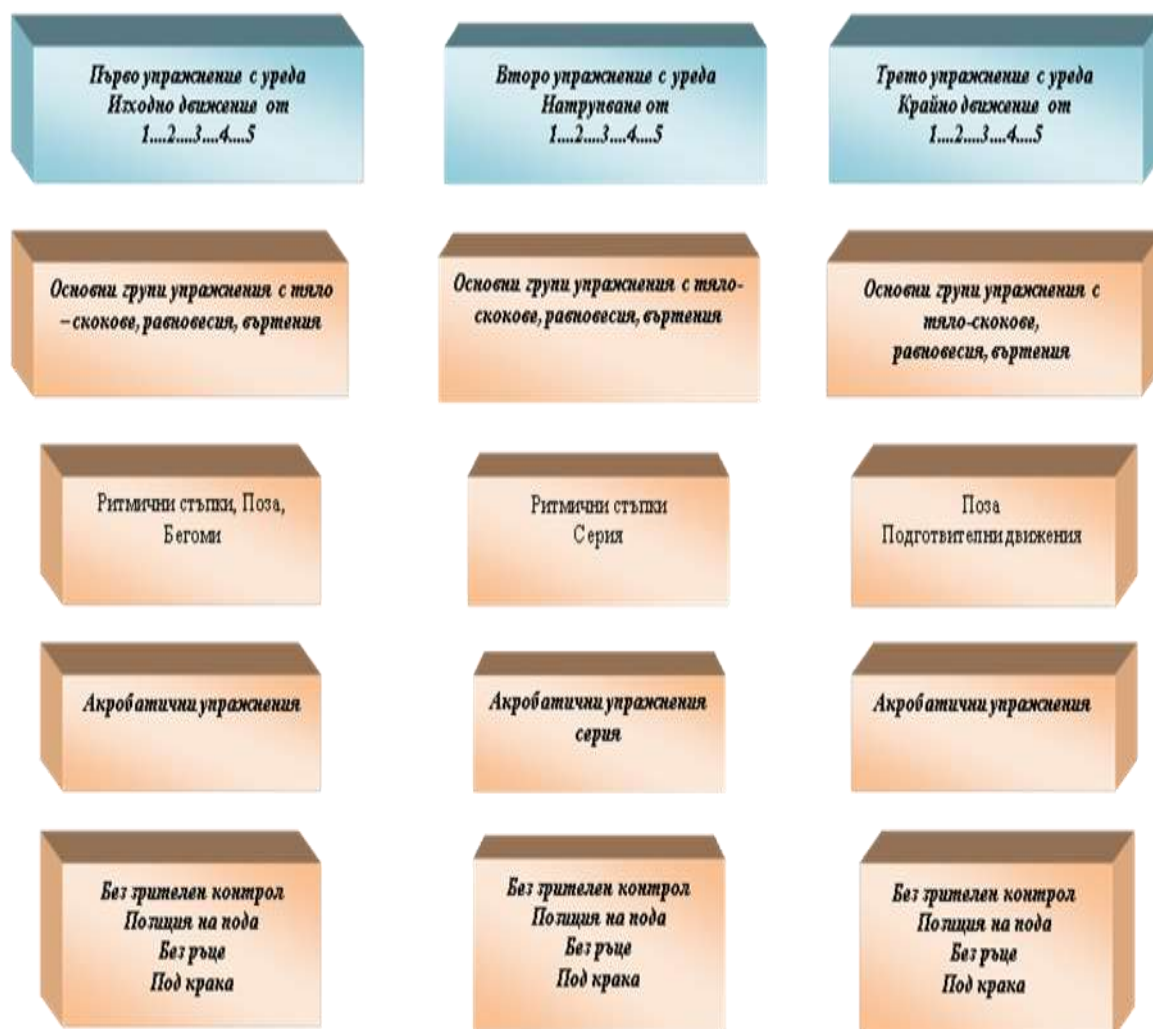 Първо упражнение с уреда
Изходно движение от
1....2....3....4....5
Второ упражнение с уреда
Натрупване от
1....2....3....4....5
Трето упражнение с уреда
Крайно движение от
1....2....3....4....5
Основни групи упражнения с тяло
–скокове, равновесия, въртения
Основни групи упражнения с тяло-
скокове, равновесия, въртения
Основни групи упражнения с
тяло-скокове,
равновесия, въртения
Ритмични стъпки, Поза,
Бегоми
Ритмични стъпки
Серия
Поза
Подготвителни движения
Акробатични упражнения
Акробатични упражнения
серия
Акробатични упражнения
Без зрителен контрол
Позиция на пода
Без ръце
Под крака
Без зрителен контрол
Позиция на пода
Без ръце
Под крака
Без зрителен контрол
Позиция на пода
Без ръце
Под крака